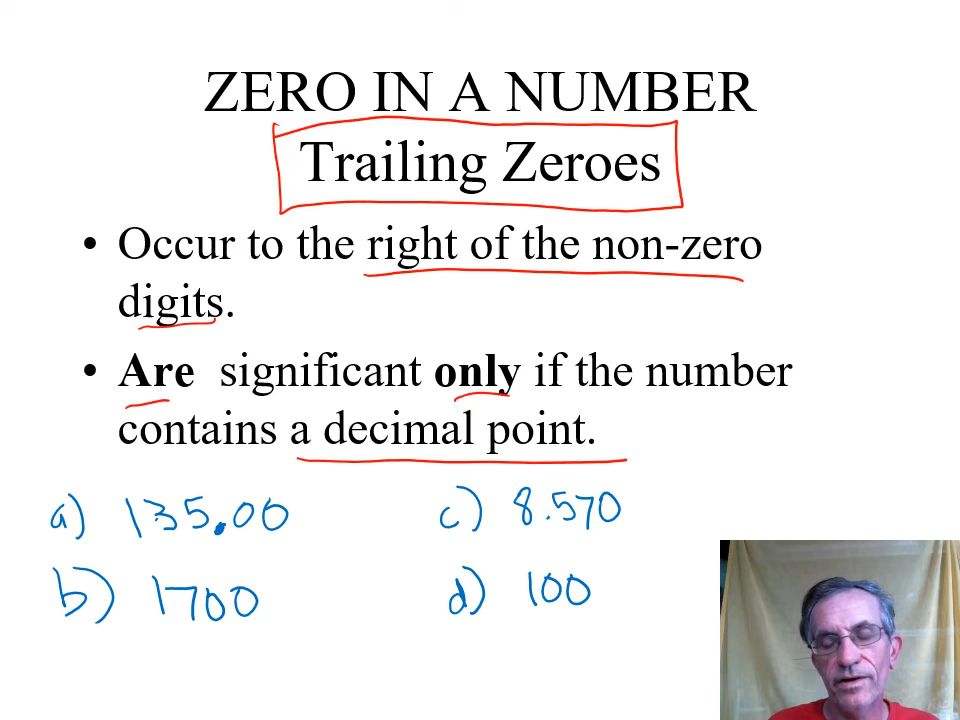 ZERO IN A NUMBER
Trailing Zeroes
• Occur to the right of the non-zero
digits.
• Are significant only if the number
contains a decimal point.
a) 135.00
c) 8.570
b) 1700
d) 100